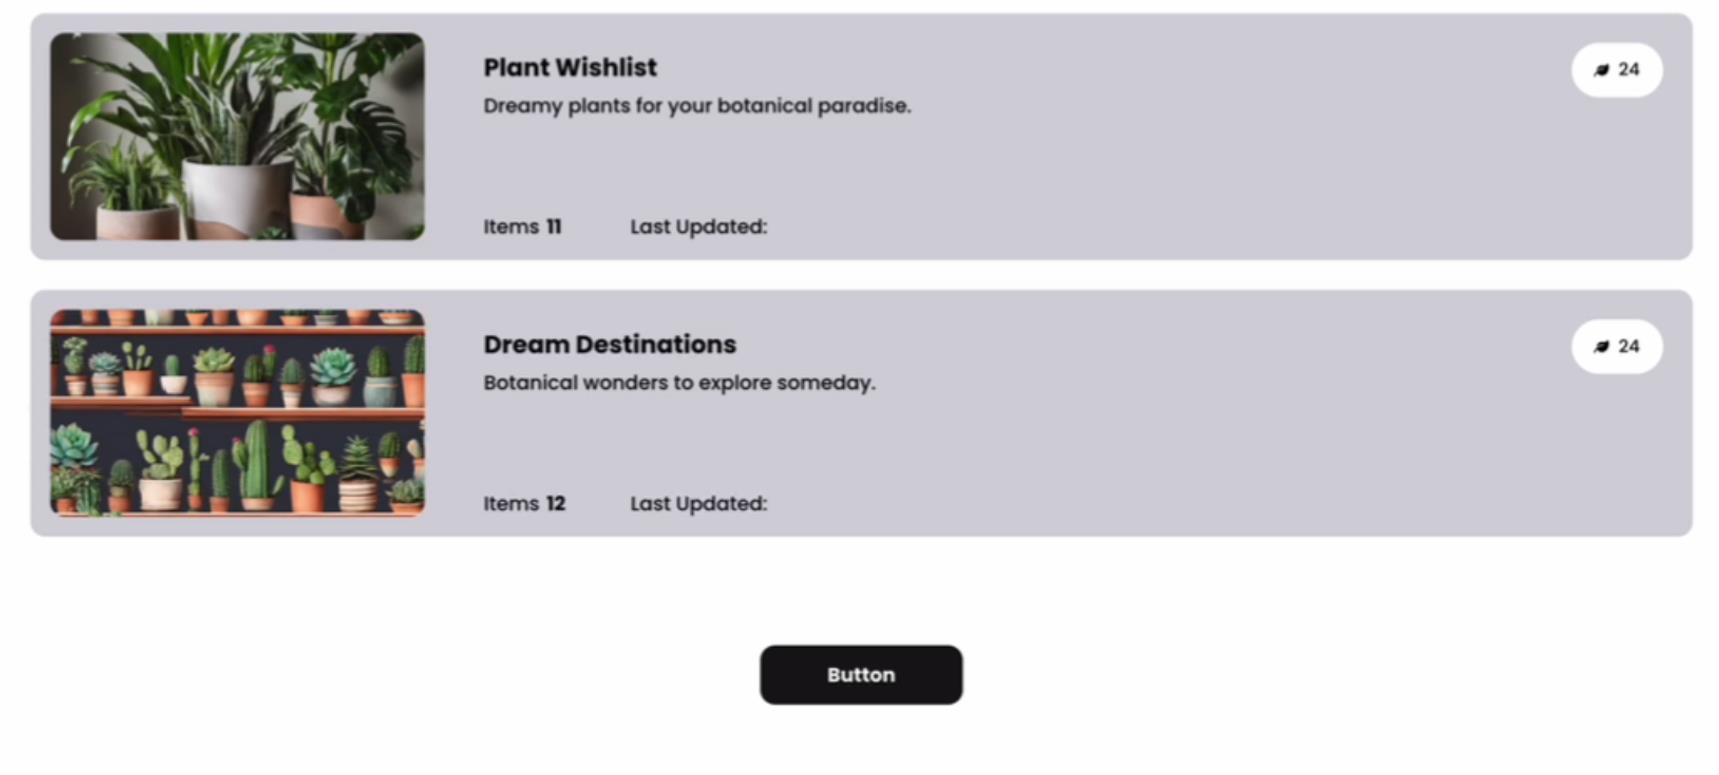 Plant Wishlist
24
Dreamy plants for your botanical paradise.
Items 11 Last Updated:
Dream Destinations
24
Botanical wonders to explore someday.
Items 12 Last Updated:
Button